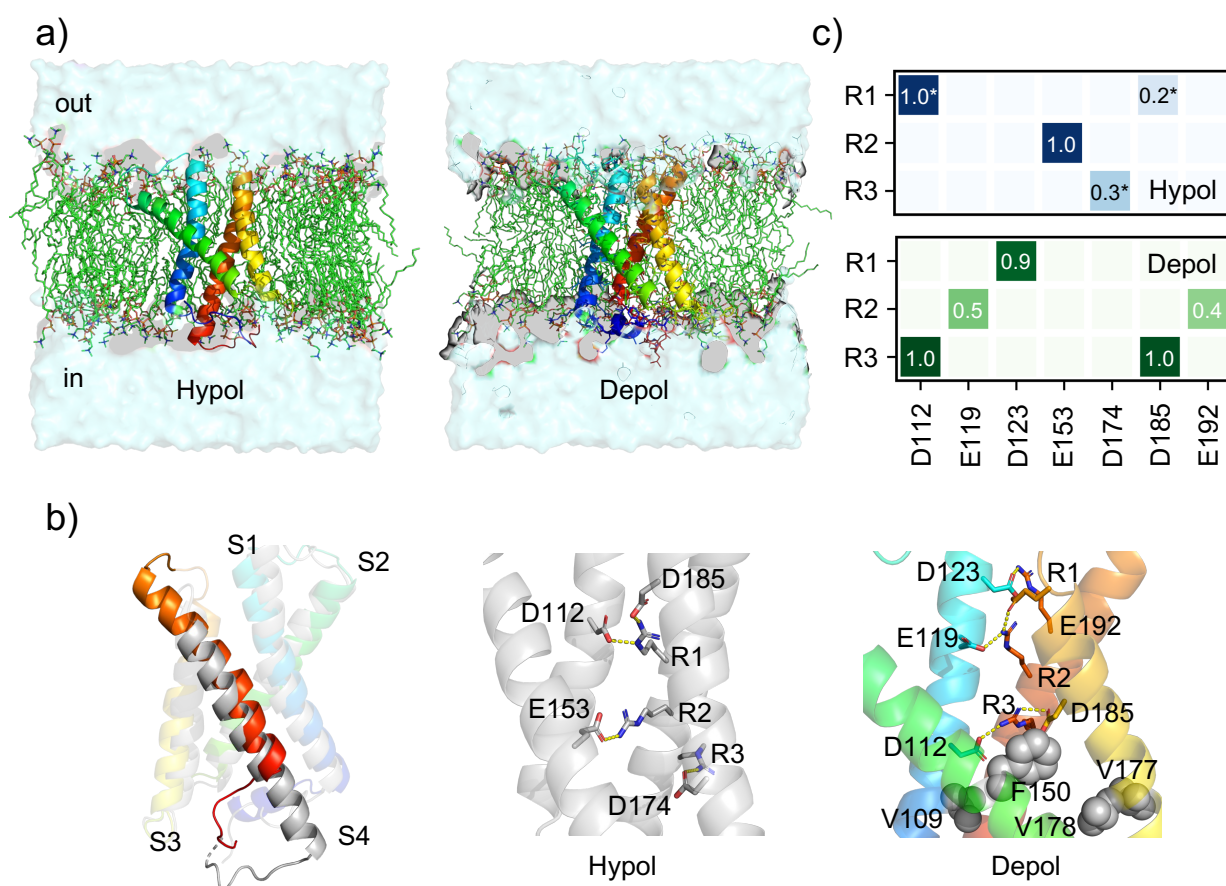 a)
out
in
Hypol
Depol
c)
R1
1.0*
0.2*
R2
1.0
R3
0.3*
Hypol
R1
0.9
Depol
R2
0.5
0.4
R3
1.0
1.0
D112
E119
D123
E153
D174
D185
E192
b)
S1
S2
S3
S4
D185
D112
R1
E153
R2
R3
D174
Hypol
D123
R1
E192
E119
R2
R3
D185
D112
V177
F150
V109
V178
Depol